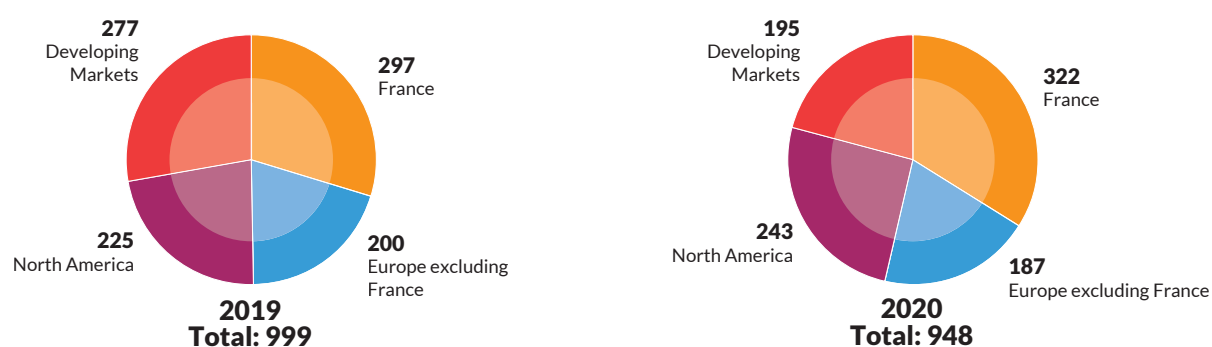 277
Developing
Markets
297
France
225
North America
200
Europe excluding
France
2019
Total: 999
195
Developing
Markets
322
France
243
North America
187
Europe excluding France
2020
Total: 948